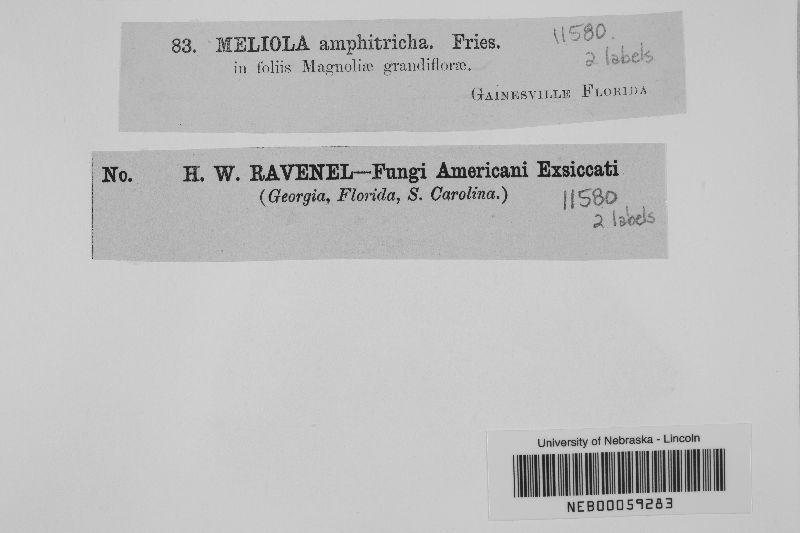 83. MELIOLA amphitricha. Fries.
in foliis Magnoliæ grandifloræ.
GAINESVILLE FLORIDA
11580.
2 labels
No. H. W. RAVENEL—Fungi Americani Exsiccati
(Georgia, Florida, S. Carolina.)
11580
2 labels
University of Nebraska - Lincoln
NEB00059283